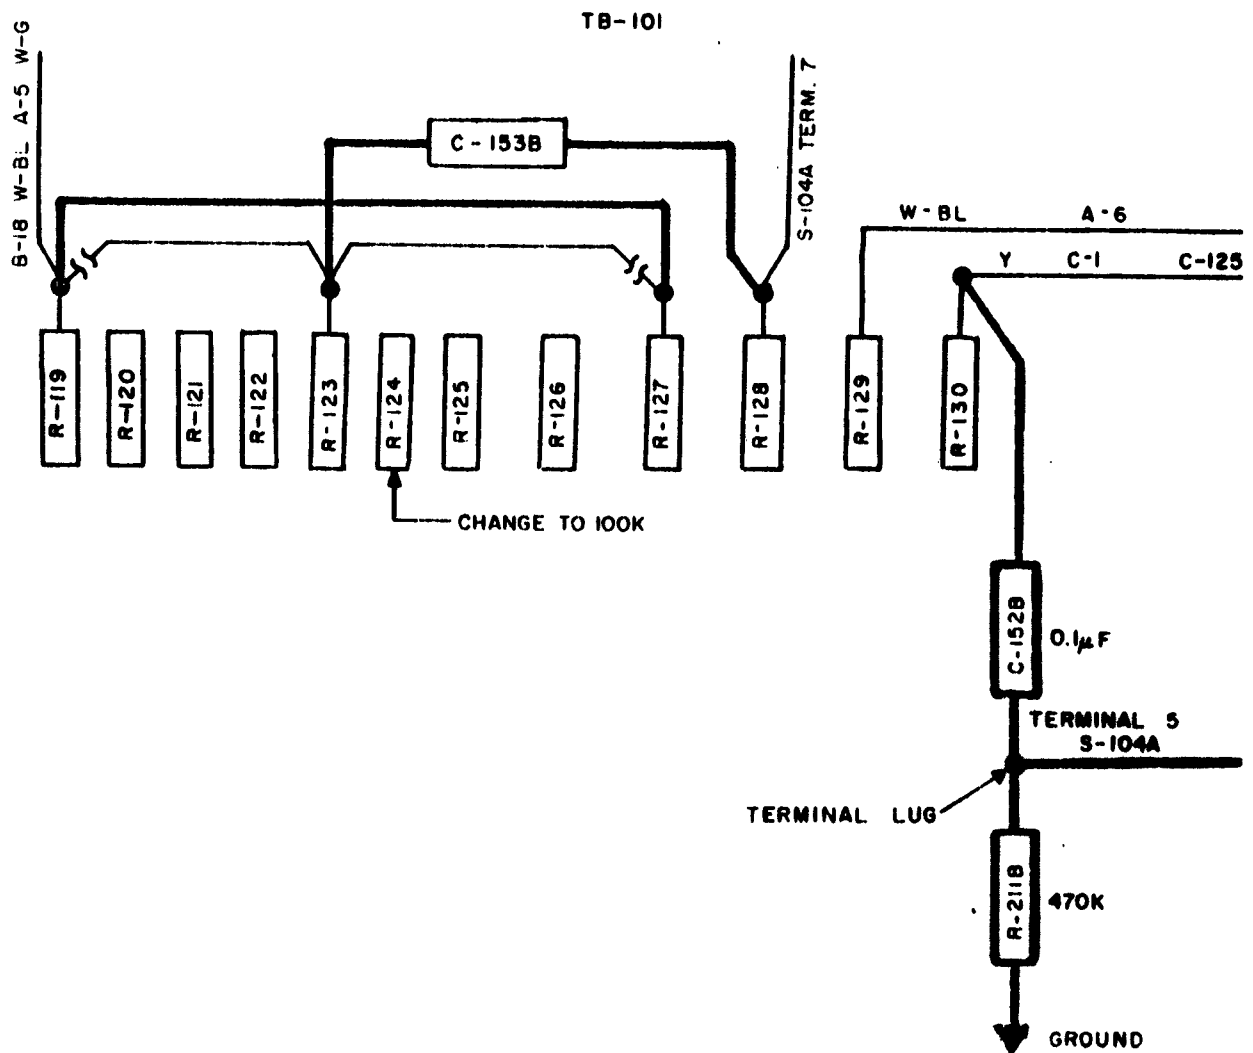 TB-101
B-18 W-BL A-5 W-G
S-104A TERM. 7
C-153B
W-BL A-6
Y C-1 C-125
R-119
R-120
R-121
R-122
R-123
R-124
R-125
R-126
R-127
R-128
R-129
R-130
CHANGE TO 100K
C-152B
0.1μF
TERMINAL 5
S-104A
TERMINAL LUG
R-211B
470K
GROUND